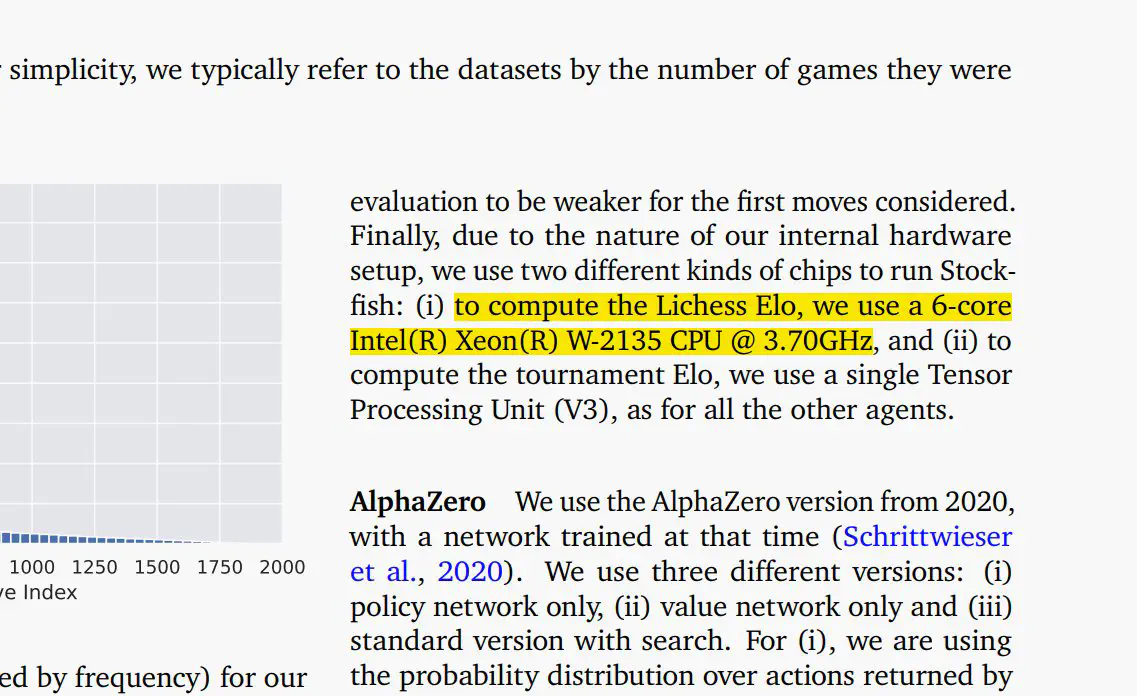 simplicity, we typically refer to the datasets by the number of games they were
evaluation to be weaker for the first moves considered.
Finally, due to the nature of our internal hardware
setup, we use two different kinds of chips to run Stock-
fish: (i) to compute the Lichess Elo, we use a 6-core
Intel(R) Xeon(R) W-2135 CPU @ 3.70GHz, and (ii) to
compute the tournament Elo, we use a single Tensor
Processing Unit (V3), as for all the other agents.
AlphaZero We use the AlphaZero version from 2020,
with a network trained at that time (Schrittwieser
et al., 2020). We use three different versions: (i)
policy network only, (ii) value network only and (iii)
standard version with search. For (i), we are using
the probability distribution over actions returned by
1000 1250 1500 1750 2000
Index
by frequency) for our